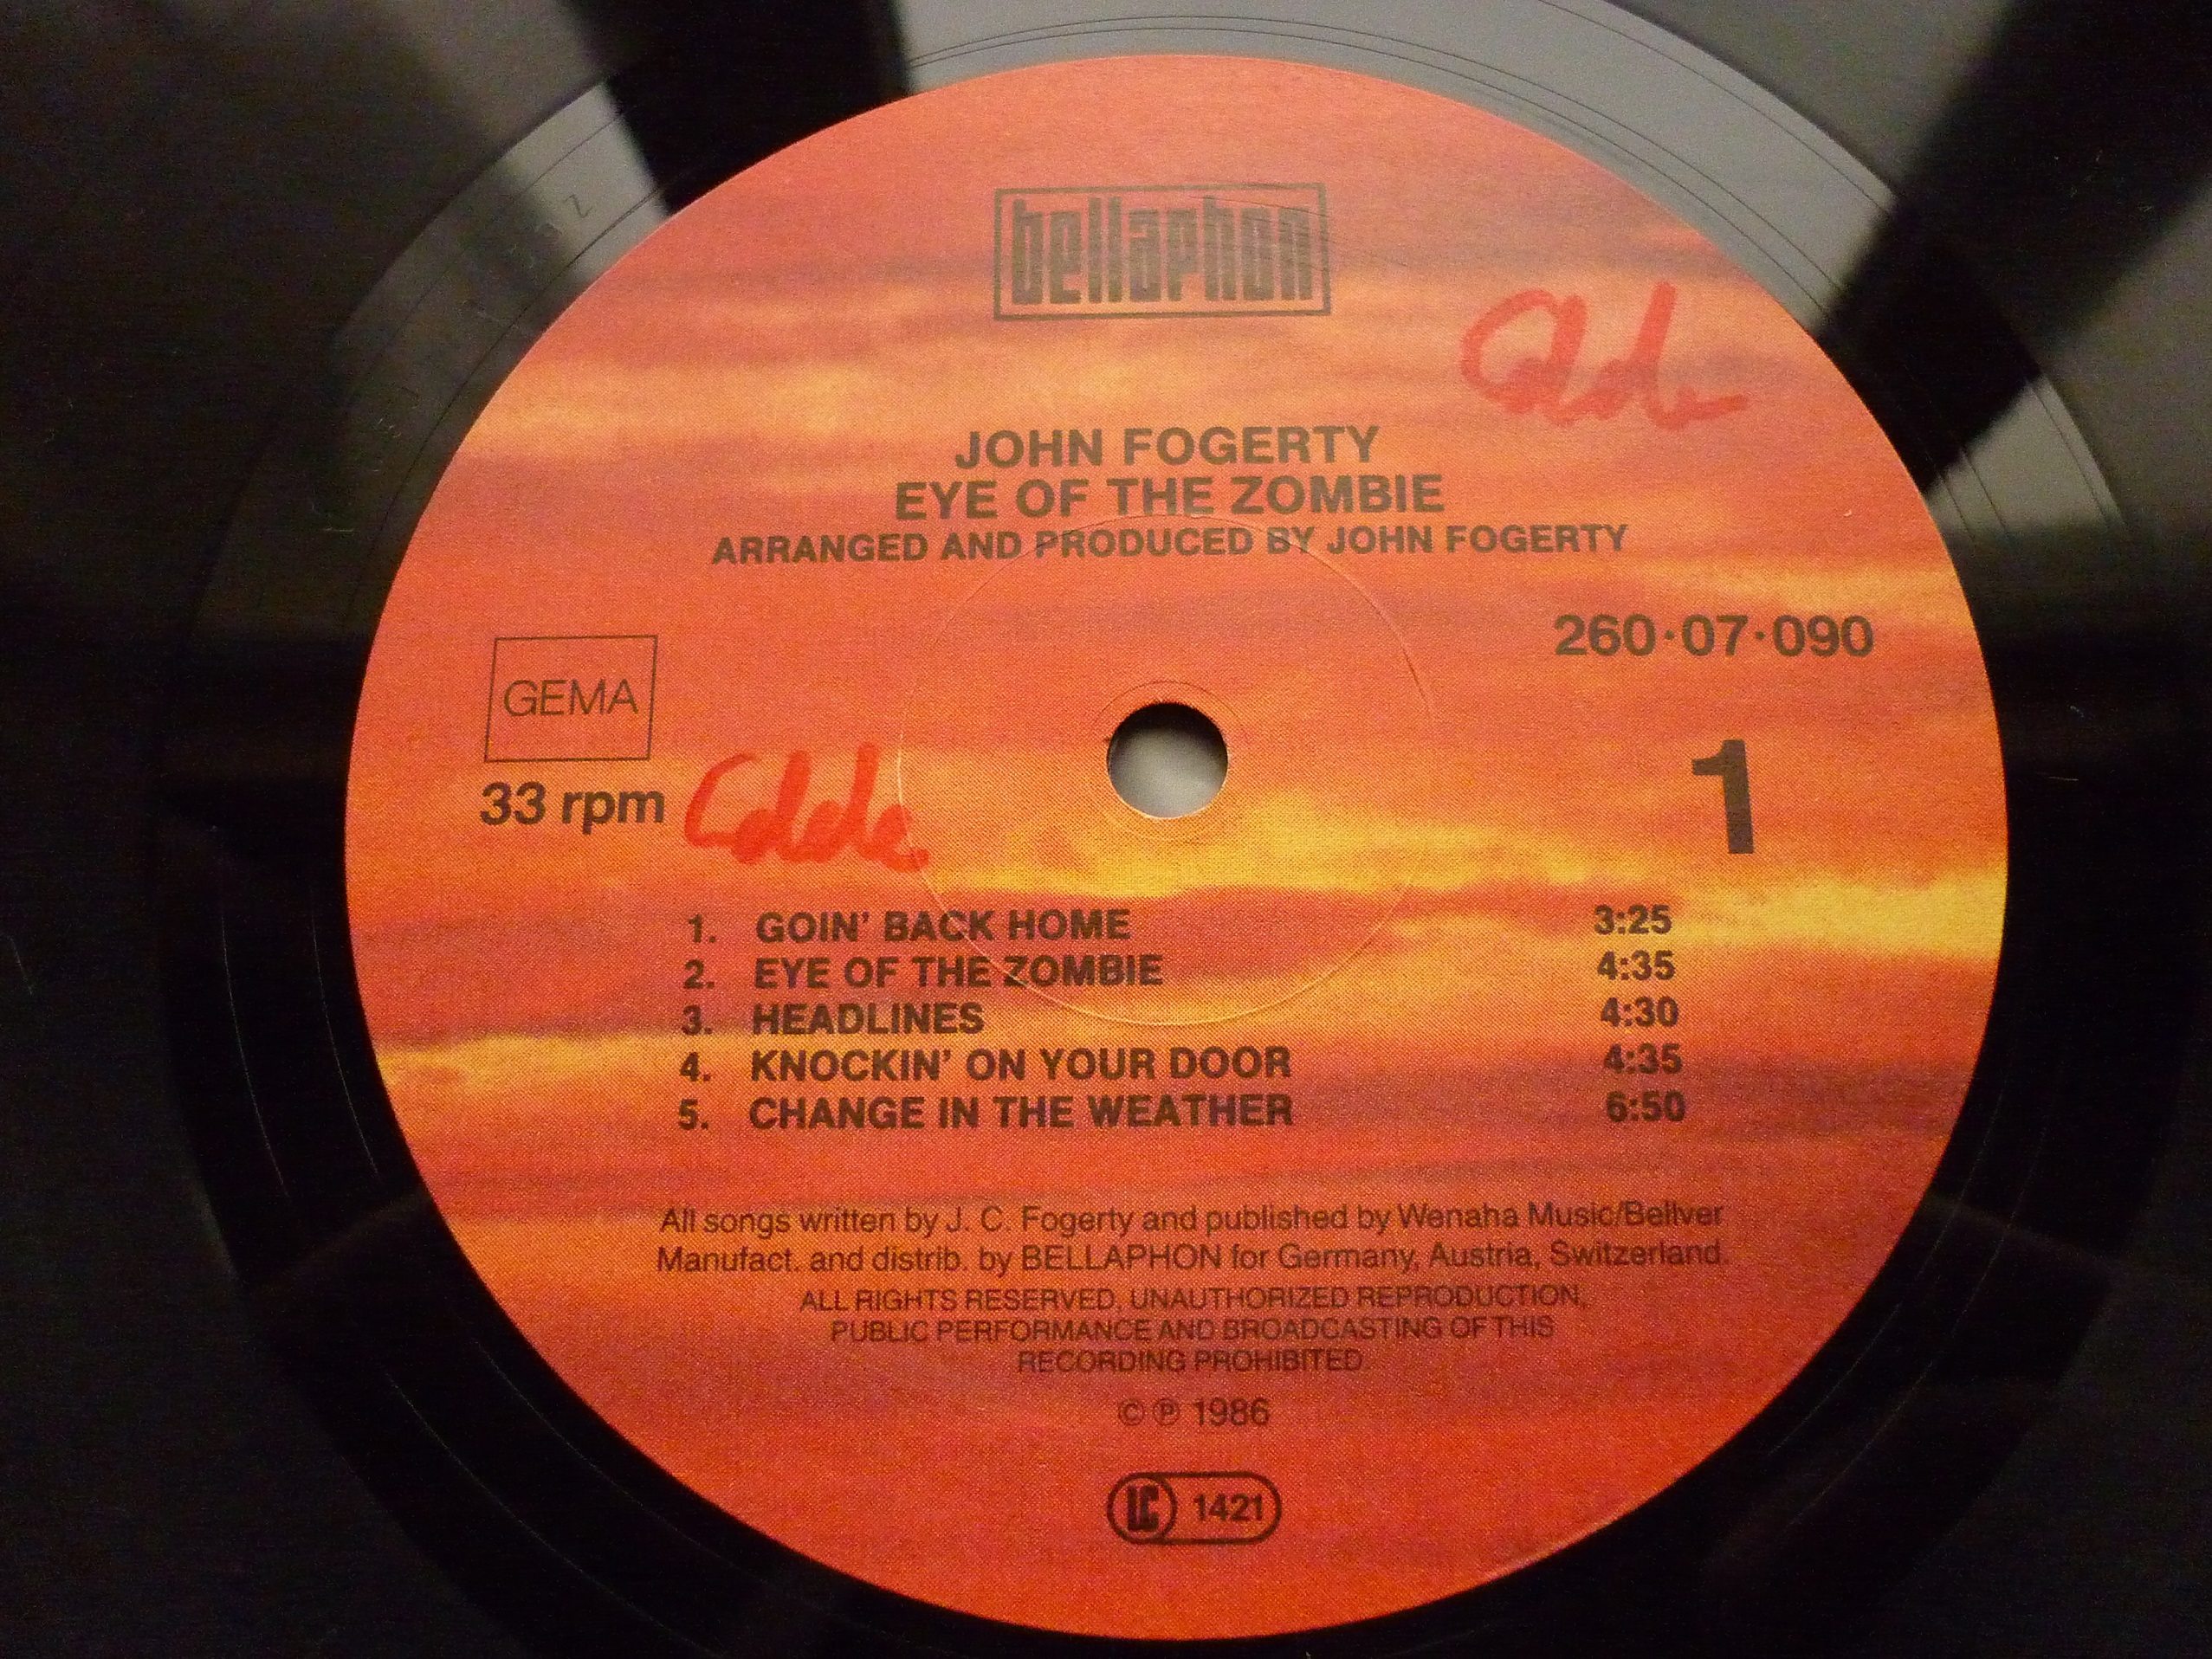 bellaphon
JOHN FOGERTY
EYE OF THE ZOMBIE
ARRANGED AND PRODUCED BY JOHN FOGERTY
260·07·090
GEMA
33 rpm
1
1. GOIN' BACK HOME 3:25
2. EYE OF THE ZOMBIE 4:35
3. HEADLINES 4:30
4. KNOCKIN' ON YOUR DOOR 4:35
5. CHANGE IN THE WEATHER 6:50
All songs written by J. C. Fogerty and published by Wenaha Music/Bellver
Manufact. and distrib. by BELLAPHON for Germany, Austria, Switzerland.
ALL RIGHTS RESERVED, UNAUTHORIZED REPRODUCTION,
PUBLIC PERFORMANCE AND BROADCASTING OF THIS
RECORDING PROHIBITED
© ℗ 1986
LC 1421